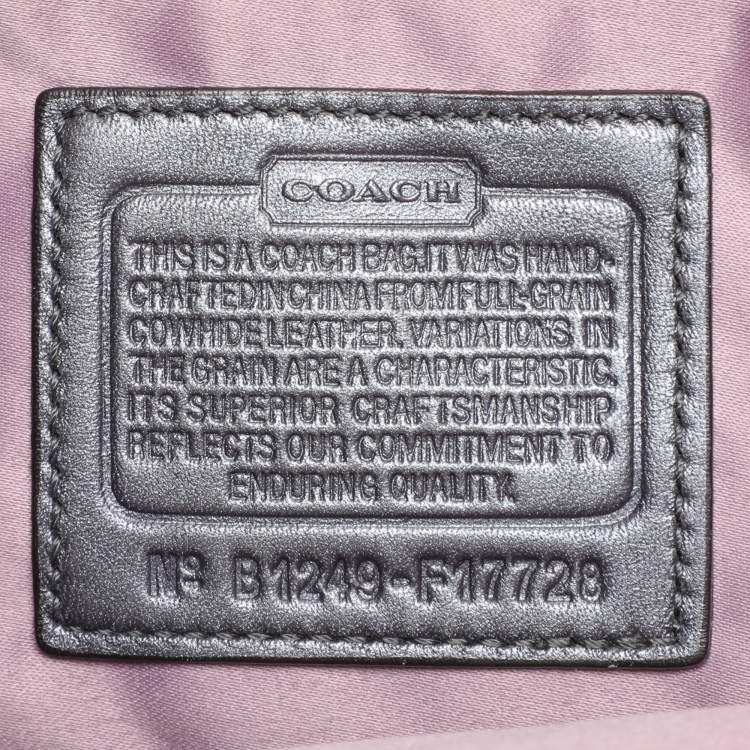 COACH
THIS IS A COACH BAG. IT WAS HAND-
CRAFTED IN CHINA FROM FULL-GRAIN
COWHIDE LEATHER. VARIATIONS IN
THE GRAIN ARE A CHARACTERISTIC.
ITS SUPERIOR CRAFTSMANSHIP
REFLECTS OUR COMMITMENT TO
ENDURING QUALITY.
Nº B1249-F17728